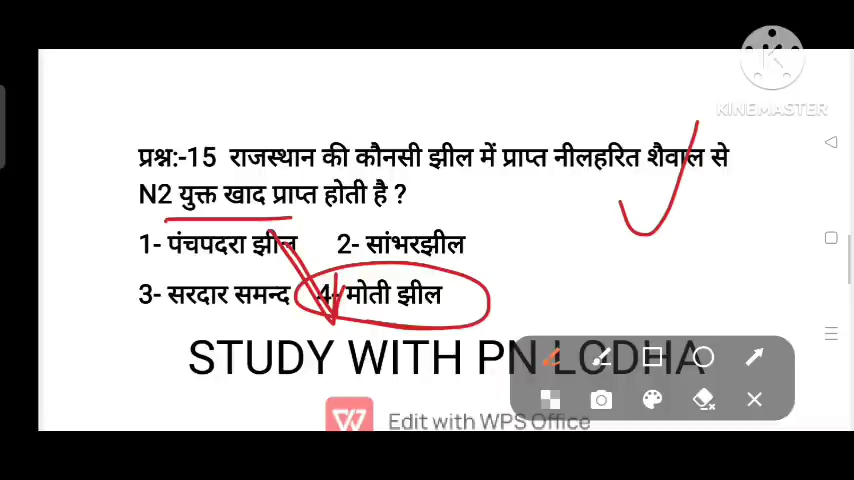 KINEMASTER
प्रश्न:-15 राजस्थान की कौनसी झील में प्राप्त नीलहरित शैवाल से
N2 युक्त खाद प्राप्त होती है ?
1- पंचपदरा झील 2- सांभरझील
3- सरदार समन्द 4- मोती झील
STUDY WITH PN LODHA
Edit with WPS Office